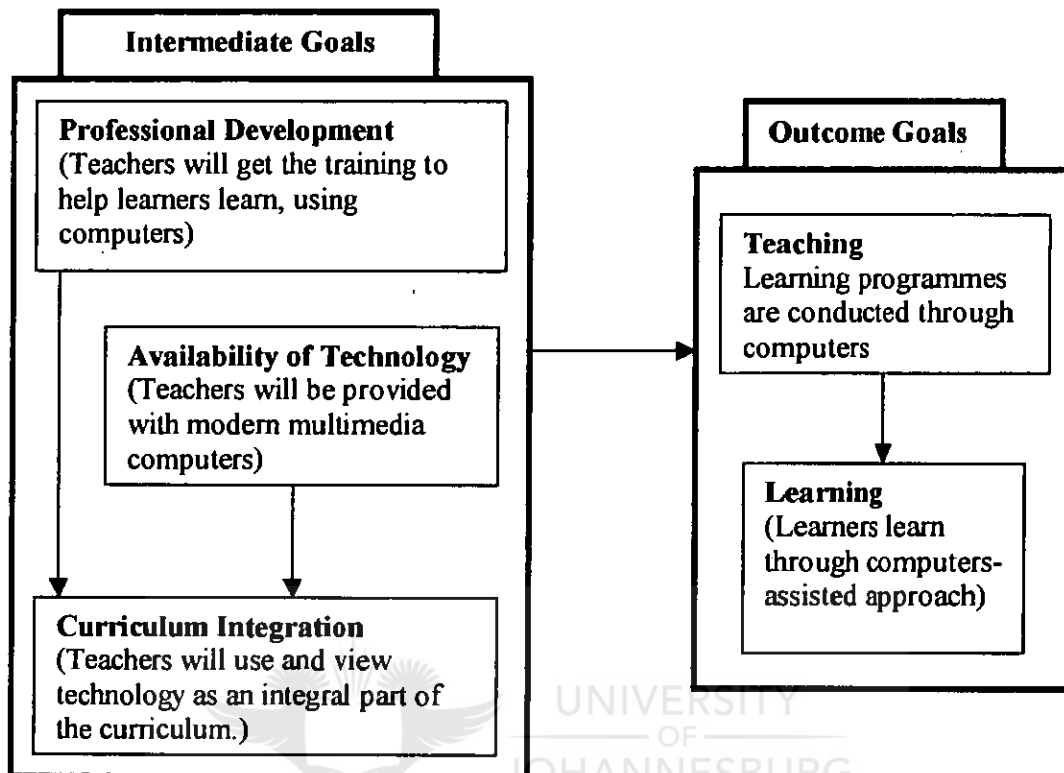 Intermediate Goals
Professional Development
(Teachers will get the training to
help learners learn, using
computers)
Availability of Technology
(Teachers will be provided
with modern multimedia
computers)
Curriculum Integration
(Teachers will use and view
technology as an integral part of
the curriculum.)
Outcome Goals
Teaching
Learning programmes
are conducted through
computers
Learning
(Learners learn
through computers-
assisted approach)
UNIVERSITY
OF
JOHANNESBURG